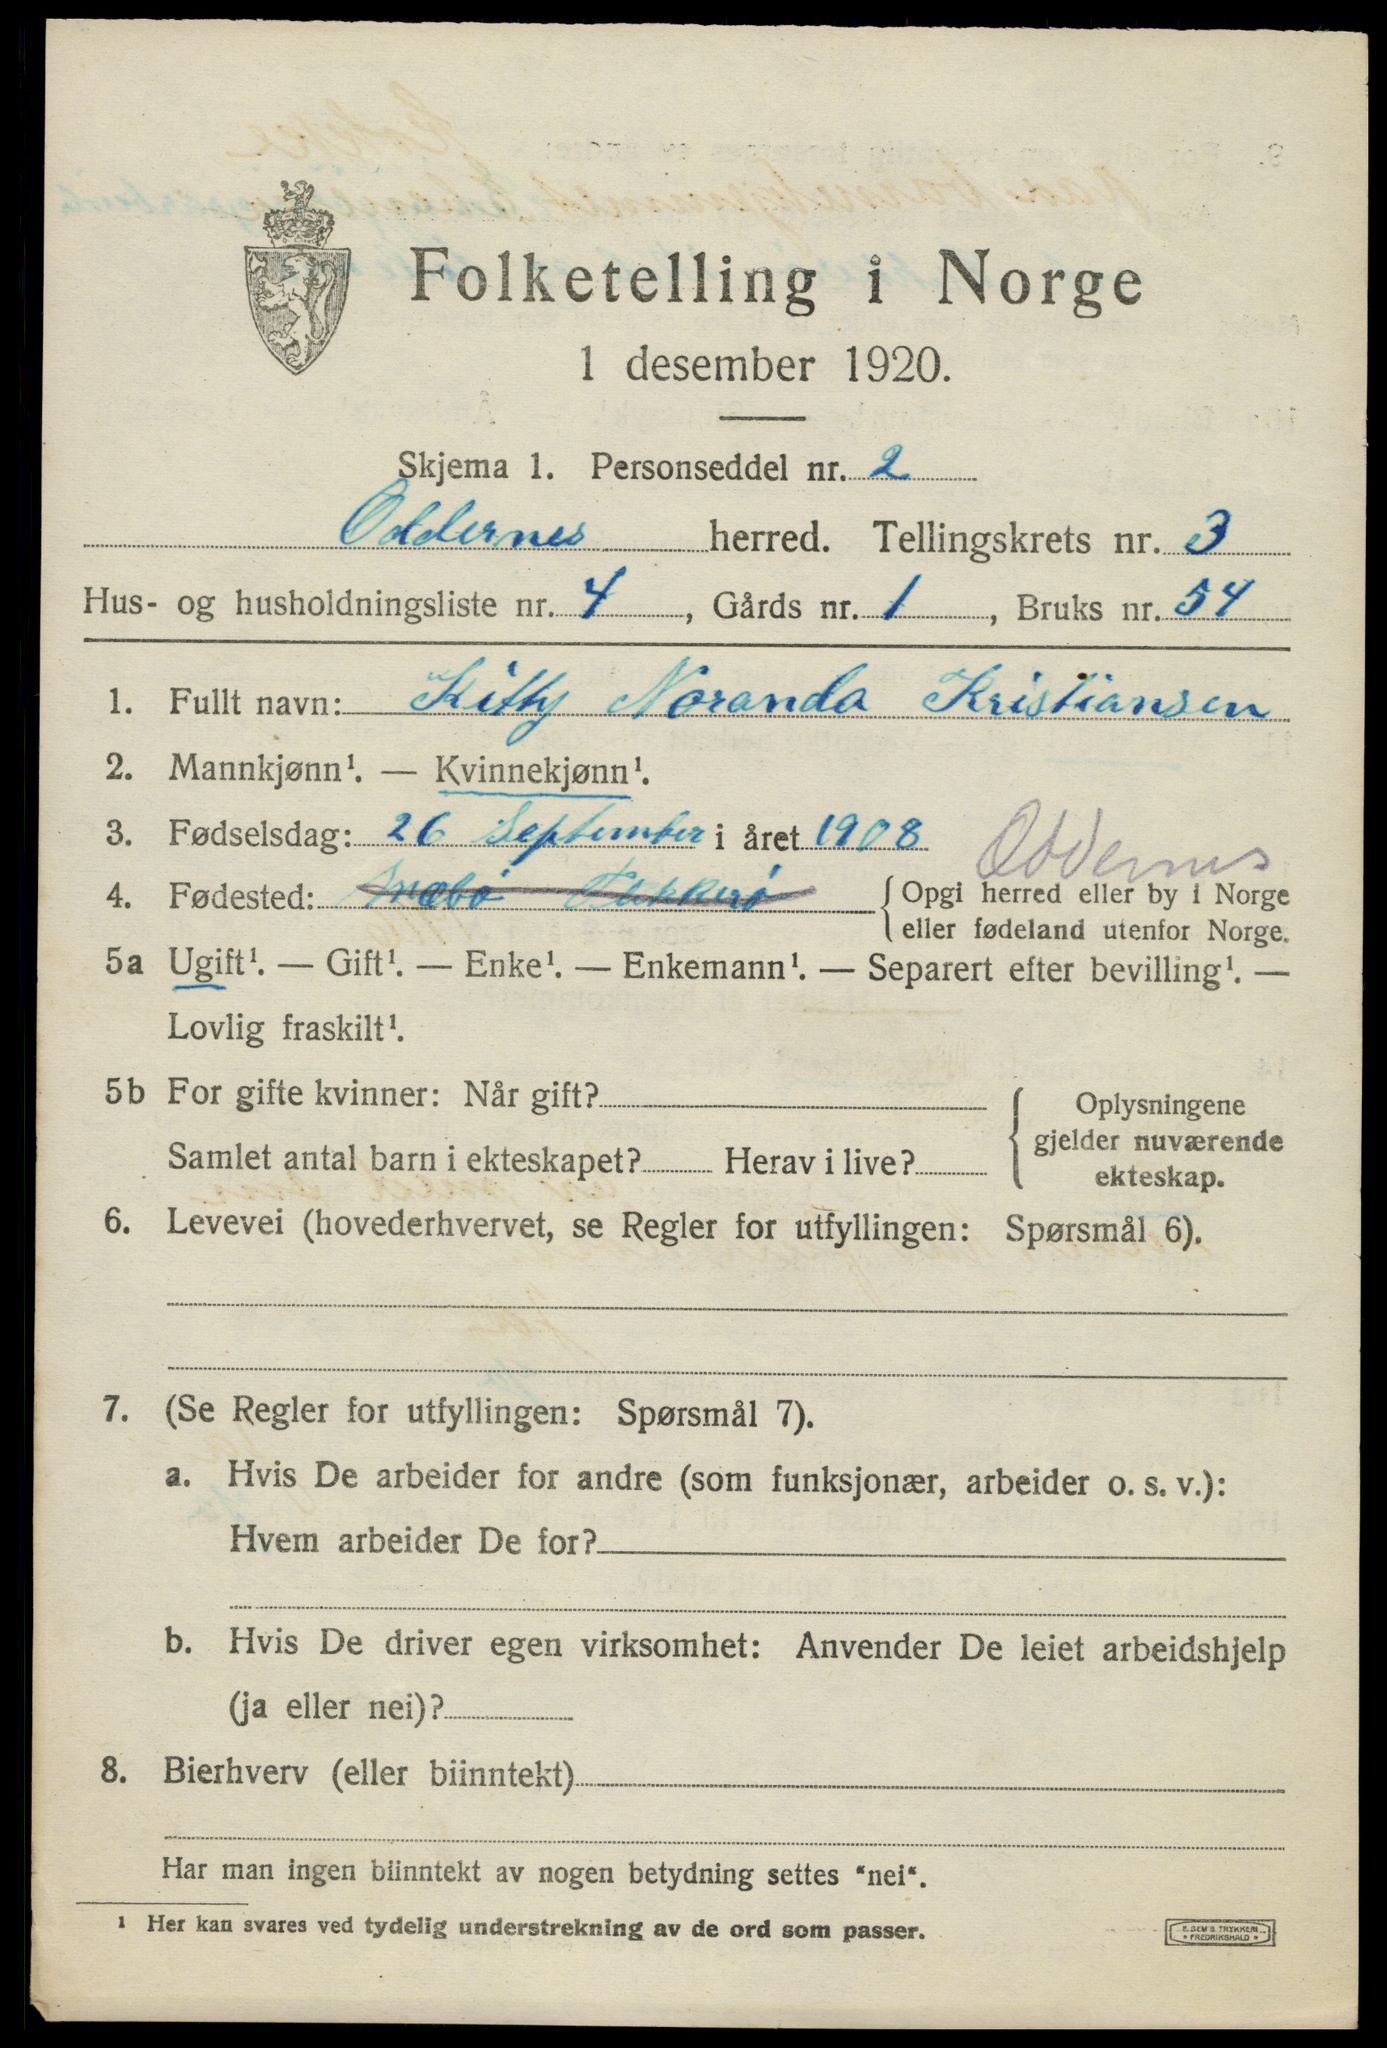 Folketelling i Norge
1 desember 1920.
Skjema 1. Personseddel nr. 2
Oddernes herred. Tellingskrets nr. 3
Hus- og husholdningsliste nr. 4, Gårds nr. 1, Bruks nr. 54
1. Fullt navn: Kitty Noranda Kristiansen
2. Mannkjønn¹. — Kvinnekjønn¹.
3. Fødselsdag: 26 September i året 1908
Oddernes
4. Fødested: { Opgi herred eller by i Norge
eller fødeland utenfor Norge.
5a Ugift¹. — Gift¹. — Enke¹. — Enkemann¹. — Separert efter bevilling¹. —
Lovlig fraskilt¹.
5b For gifte kvinner: Når gift?
Samlet antal barn i ekteskapet? Herav i live?
{ Oplysningene
gjelder nuværende
ekteskap.
6. Levevei (hovederhvervet, se Regler for utfyllingen: Spørsmål 6).
7. (Se Regler for utfyllingen: Spørsmål 7).
a. Hvis De arbeider for andre (som funksjonær, arbeider o. s. v.):
Hvem arbeider De for?
b. Hvis De driver egen virksomhet: Anvender De leiet arbeidshjelp
(ja eller nei)?
8. Bierhverv (eller biinntekt)
Har man ingen biinntekt av nogen betydning settes "nei".
¹ Her kan svares ved tydelig understrekning av de ord som passer.
E. SEM'S TRYKKERI
* FREDRIKSHALD *